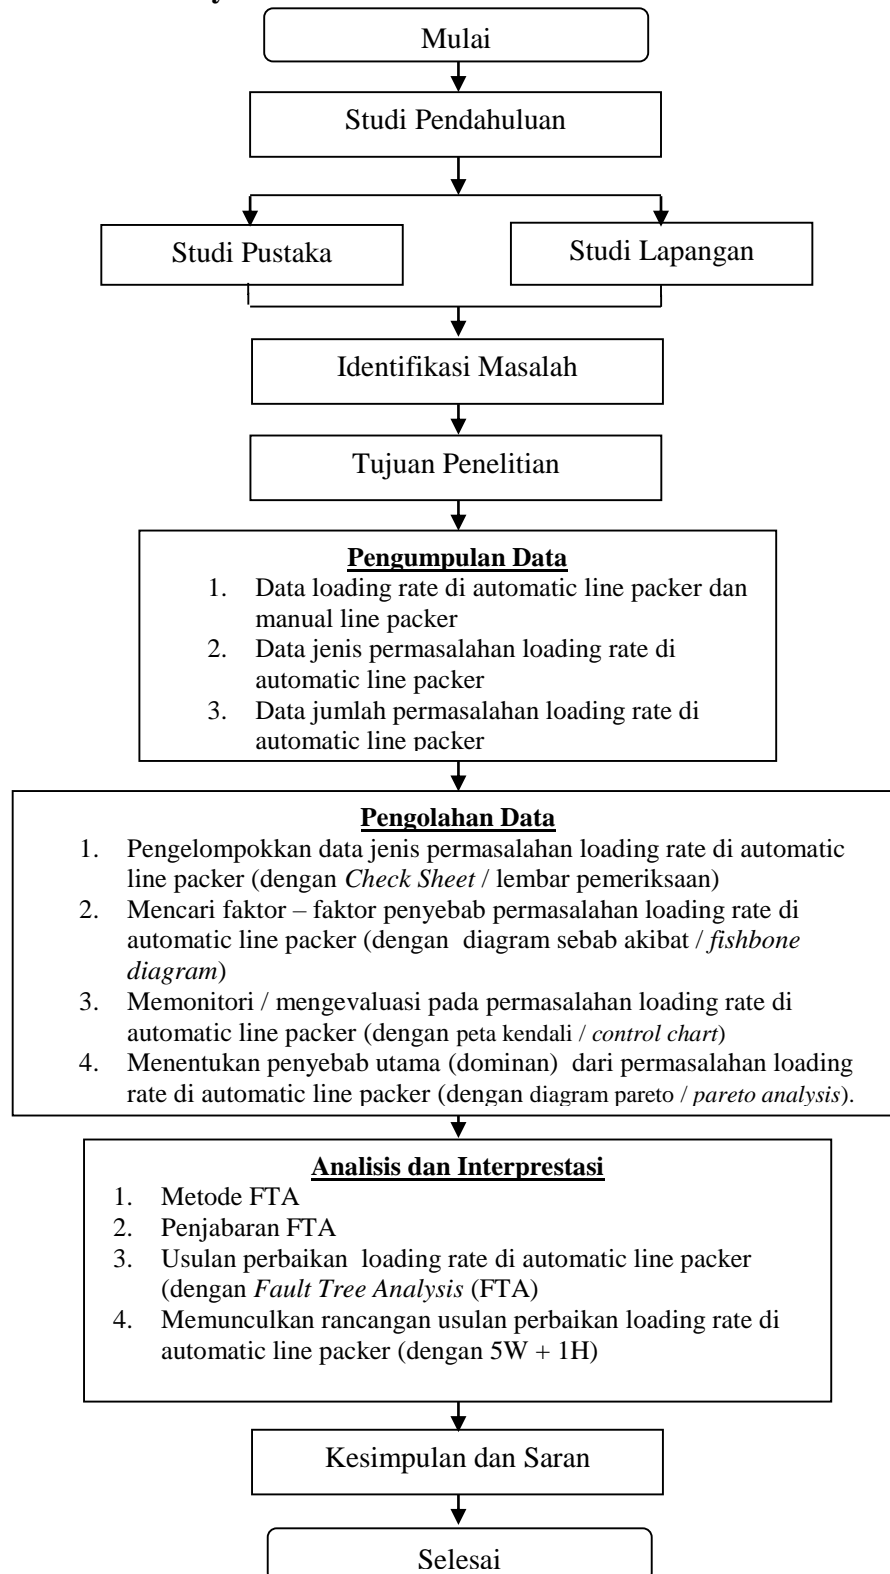 Mulai
Studi Pendahuluan
Studi Pustaka
Studi Lapangan
Identifikasi Masalah
Tujuan Penelitian
Pengumpulan Data
1. Data loading rate di automatic line packer dan
manual line packer
2. Data jenis permasalahan loading rate di
automatic line packer
3. Data jumlah permasalahan loading rate di
automatic line packer
Pengolahan Data
1. Pengelompokkan data jenis permasalahan loading rate di automatic
line packer (dengan Check Sheet / lembar pemeriksaan)
2. Mencari faktor – faktor penyebab permasalahan loading rate di
automatic line packer (dengan diagram sebab akibat / fishbone
diagram)
3. Memonitori / mengevaluasi pada permasalahan loading rate di
automatic line packer (dengan peta kendali / control chart)
4. Menentukan penyebab utama (dominan) dari permasalahan loading
rate di automatic line packer (dengan diagram pareto / pareto analysis).
Analisis dan Interprestasi
1. Metode FTA
2. Penjabaran FTA
3. Usulan perbaikan loading rate di automatic line packer
(dengan Fault Tree Analysis (FTA)
4. Memunculkan rancangan usulan perbaikan loading rate di
automatic line packer (dengan 5W + 1H)
Kesimpulan dan Saran
Selesai